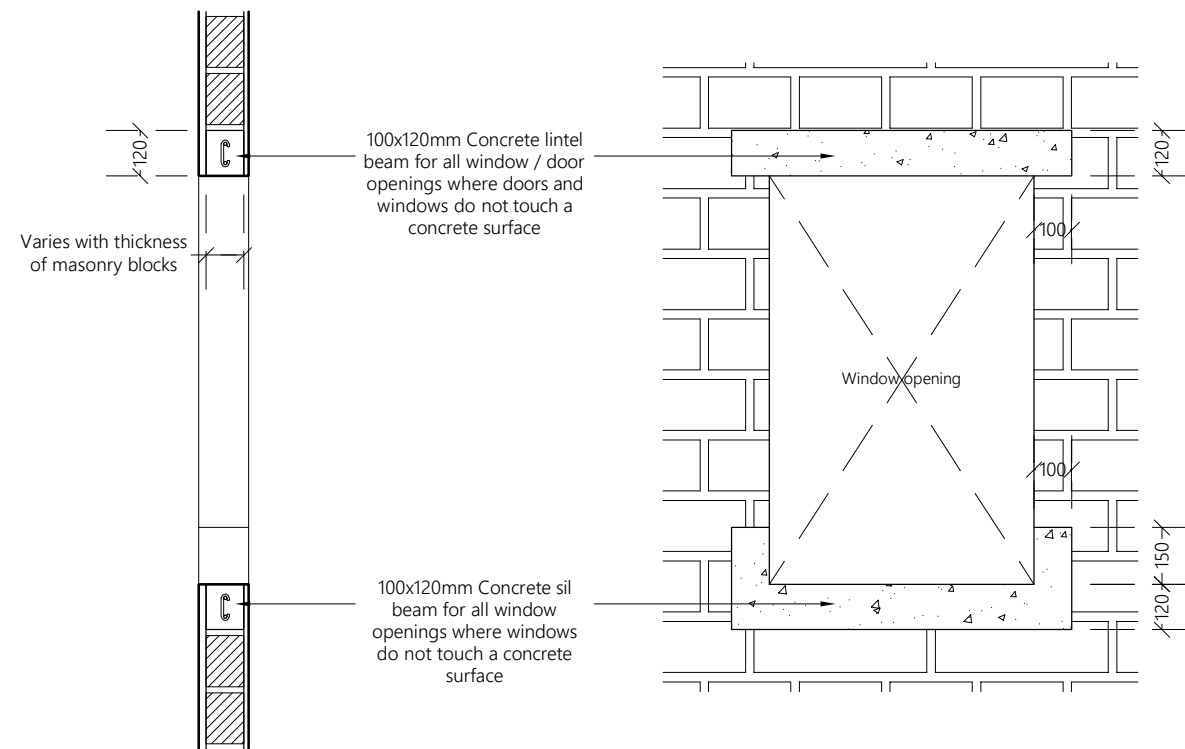 120
100x120mm Concrete lintel
beam for all window / door
openings where doors and
windows do not touch a
concrete surface
120
Varies with thickness
of masonry blocks
100
Window opening
100
100x120mm Concrete sil
beam for all window
openings where windows
do not touch a concrete
surface
150
120